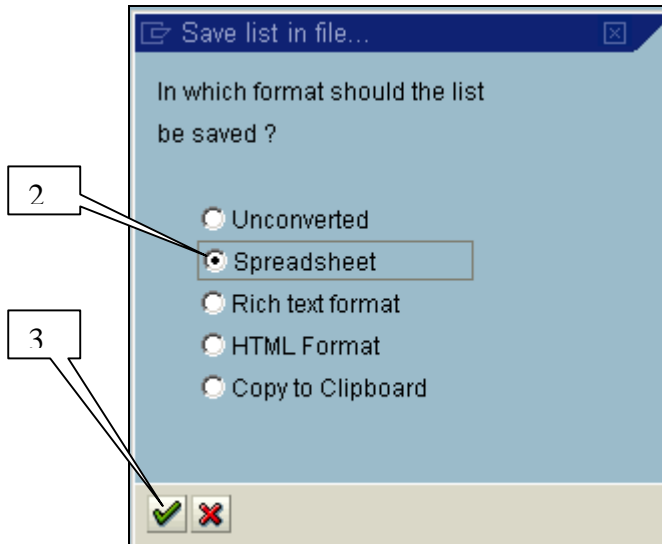 Save list in file...
In which format should the list
be saved ?
2
Unconverted
Spreadsheet
Rich text format
3
HTML Format
Copy to Clipboard